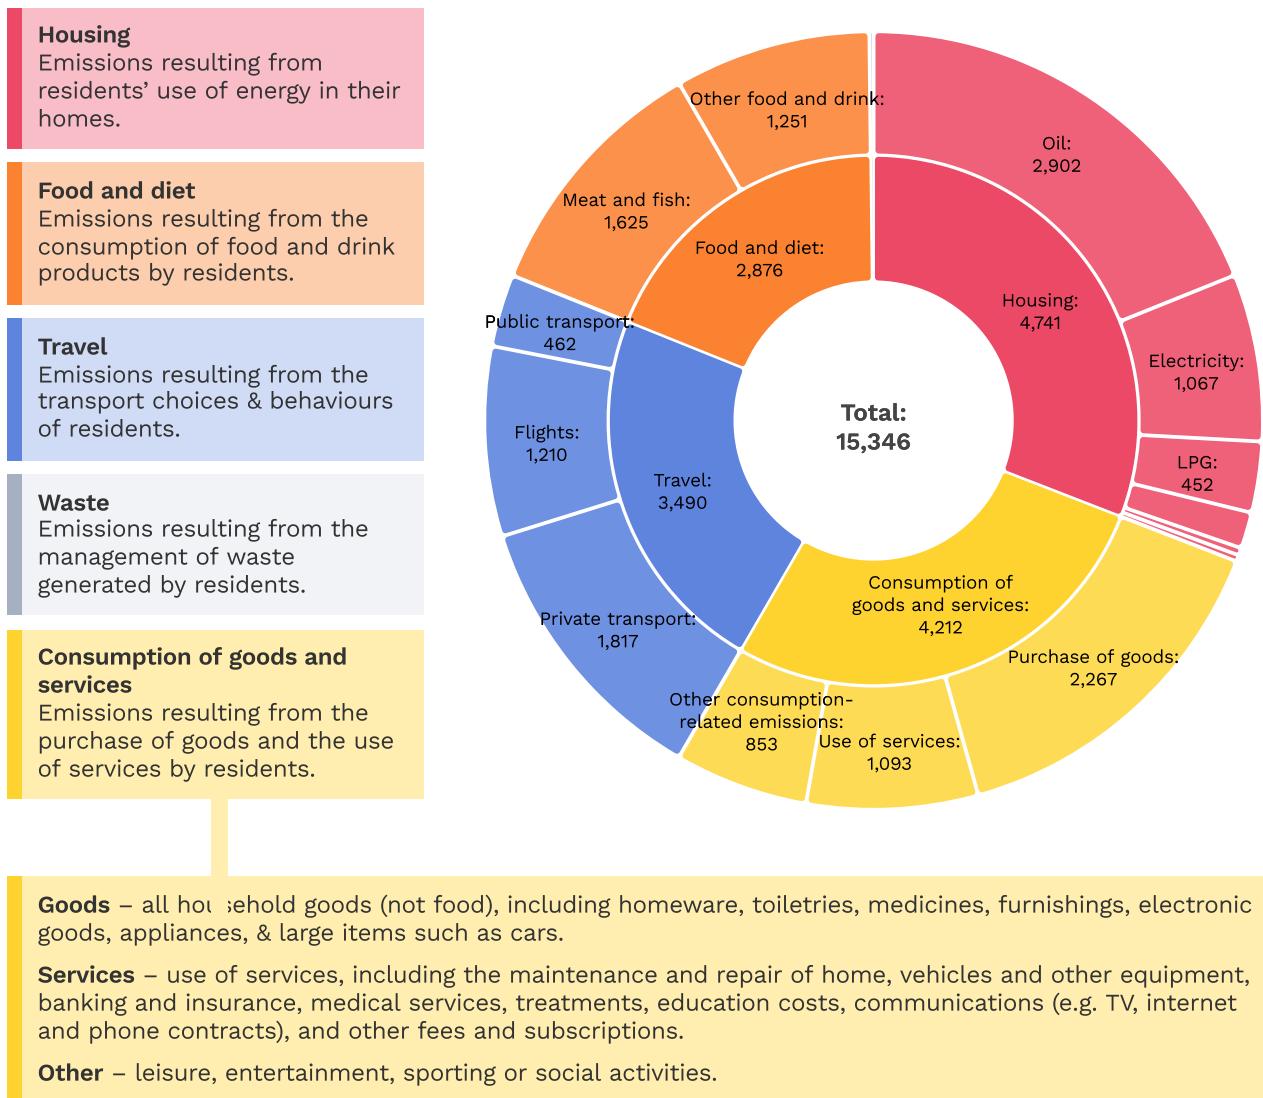 Housing
Emissions resulting from
residents’ use of energy in their
homes.
Food and diet
Emissions resulting from the
consumption of food and drink
products by residents.
Travel
Emissions resulting from the
transport choices & behaviours
of residents.
Waste
Emissions resulting from the
management of waste
generated by residents.
Consumption of goods and
services
Emissions resulting from the
purchase of goods and the use
of services by residents.
Other food and drink:
1,251
Oil:
2,902
Meat and fish:
1,625
Food and diet:
2,876
Housing:
4,741
Public transport:
462
Electricity:
1,067
Total:
15,346
Flights:
1,210
LPG:
452
Travel:
3,490
Consumption of
goods and services:
4,212
Private transport:
1,817
Purchase of goods:
2,267
Other consumption-
related emissions:
853
Use of services:
1,093
Goods – all household goods (not food), including homeware, toiletries, medicines, furnishings, electronic
goods, appliances, & large items such as cars.
Services – use of services, including the maintenance and repair of home, vehicles and other equipment,
banking and insurance, medical services, treatments, education costs, communications (e.g. TV, internet
and phone contracts), and other fees and subscriptions.
Other – leisure, entertainment, sporting or social activities.